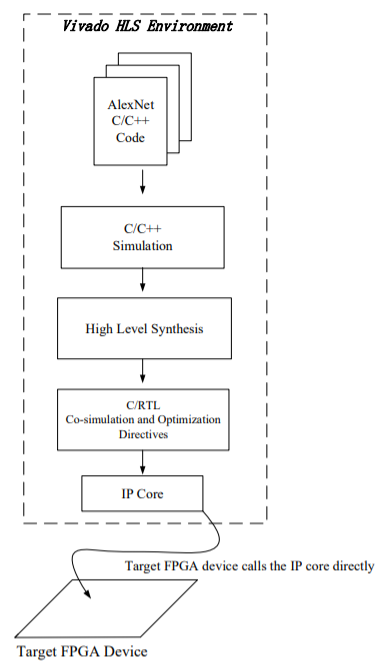 Vivado HLS Environment
AlexNet
C/C++
Code
C/C++
Simulation
High Level Synthesis
C/RTL
Co-simulation and Optimization
Directives
IP Core
Target FPGA device calls the IP core directly
Target FPGA Device